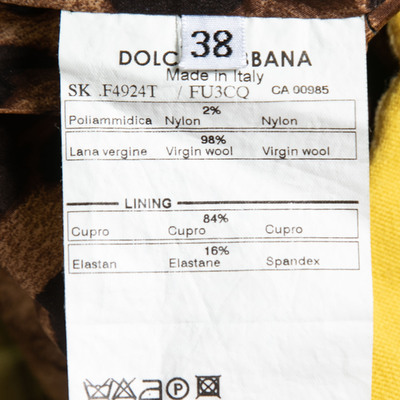 38
DOLC BBANA
Made in Italy
SK .F4924T / FU3CQ CA 00985
2%
Poliammidica Nylon Nylon
98%
Lana vergine Virgin wool Virgin wool
LINING
84%
Cupro Cupro Cupro
16%
Elastan Elastane Spandex
P